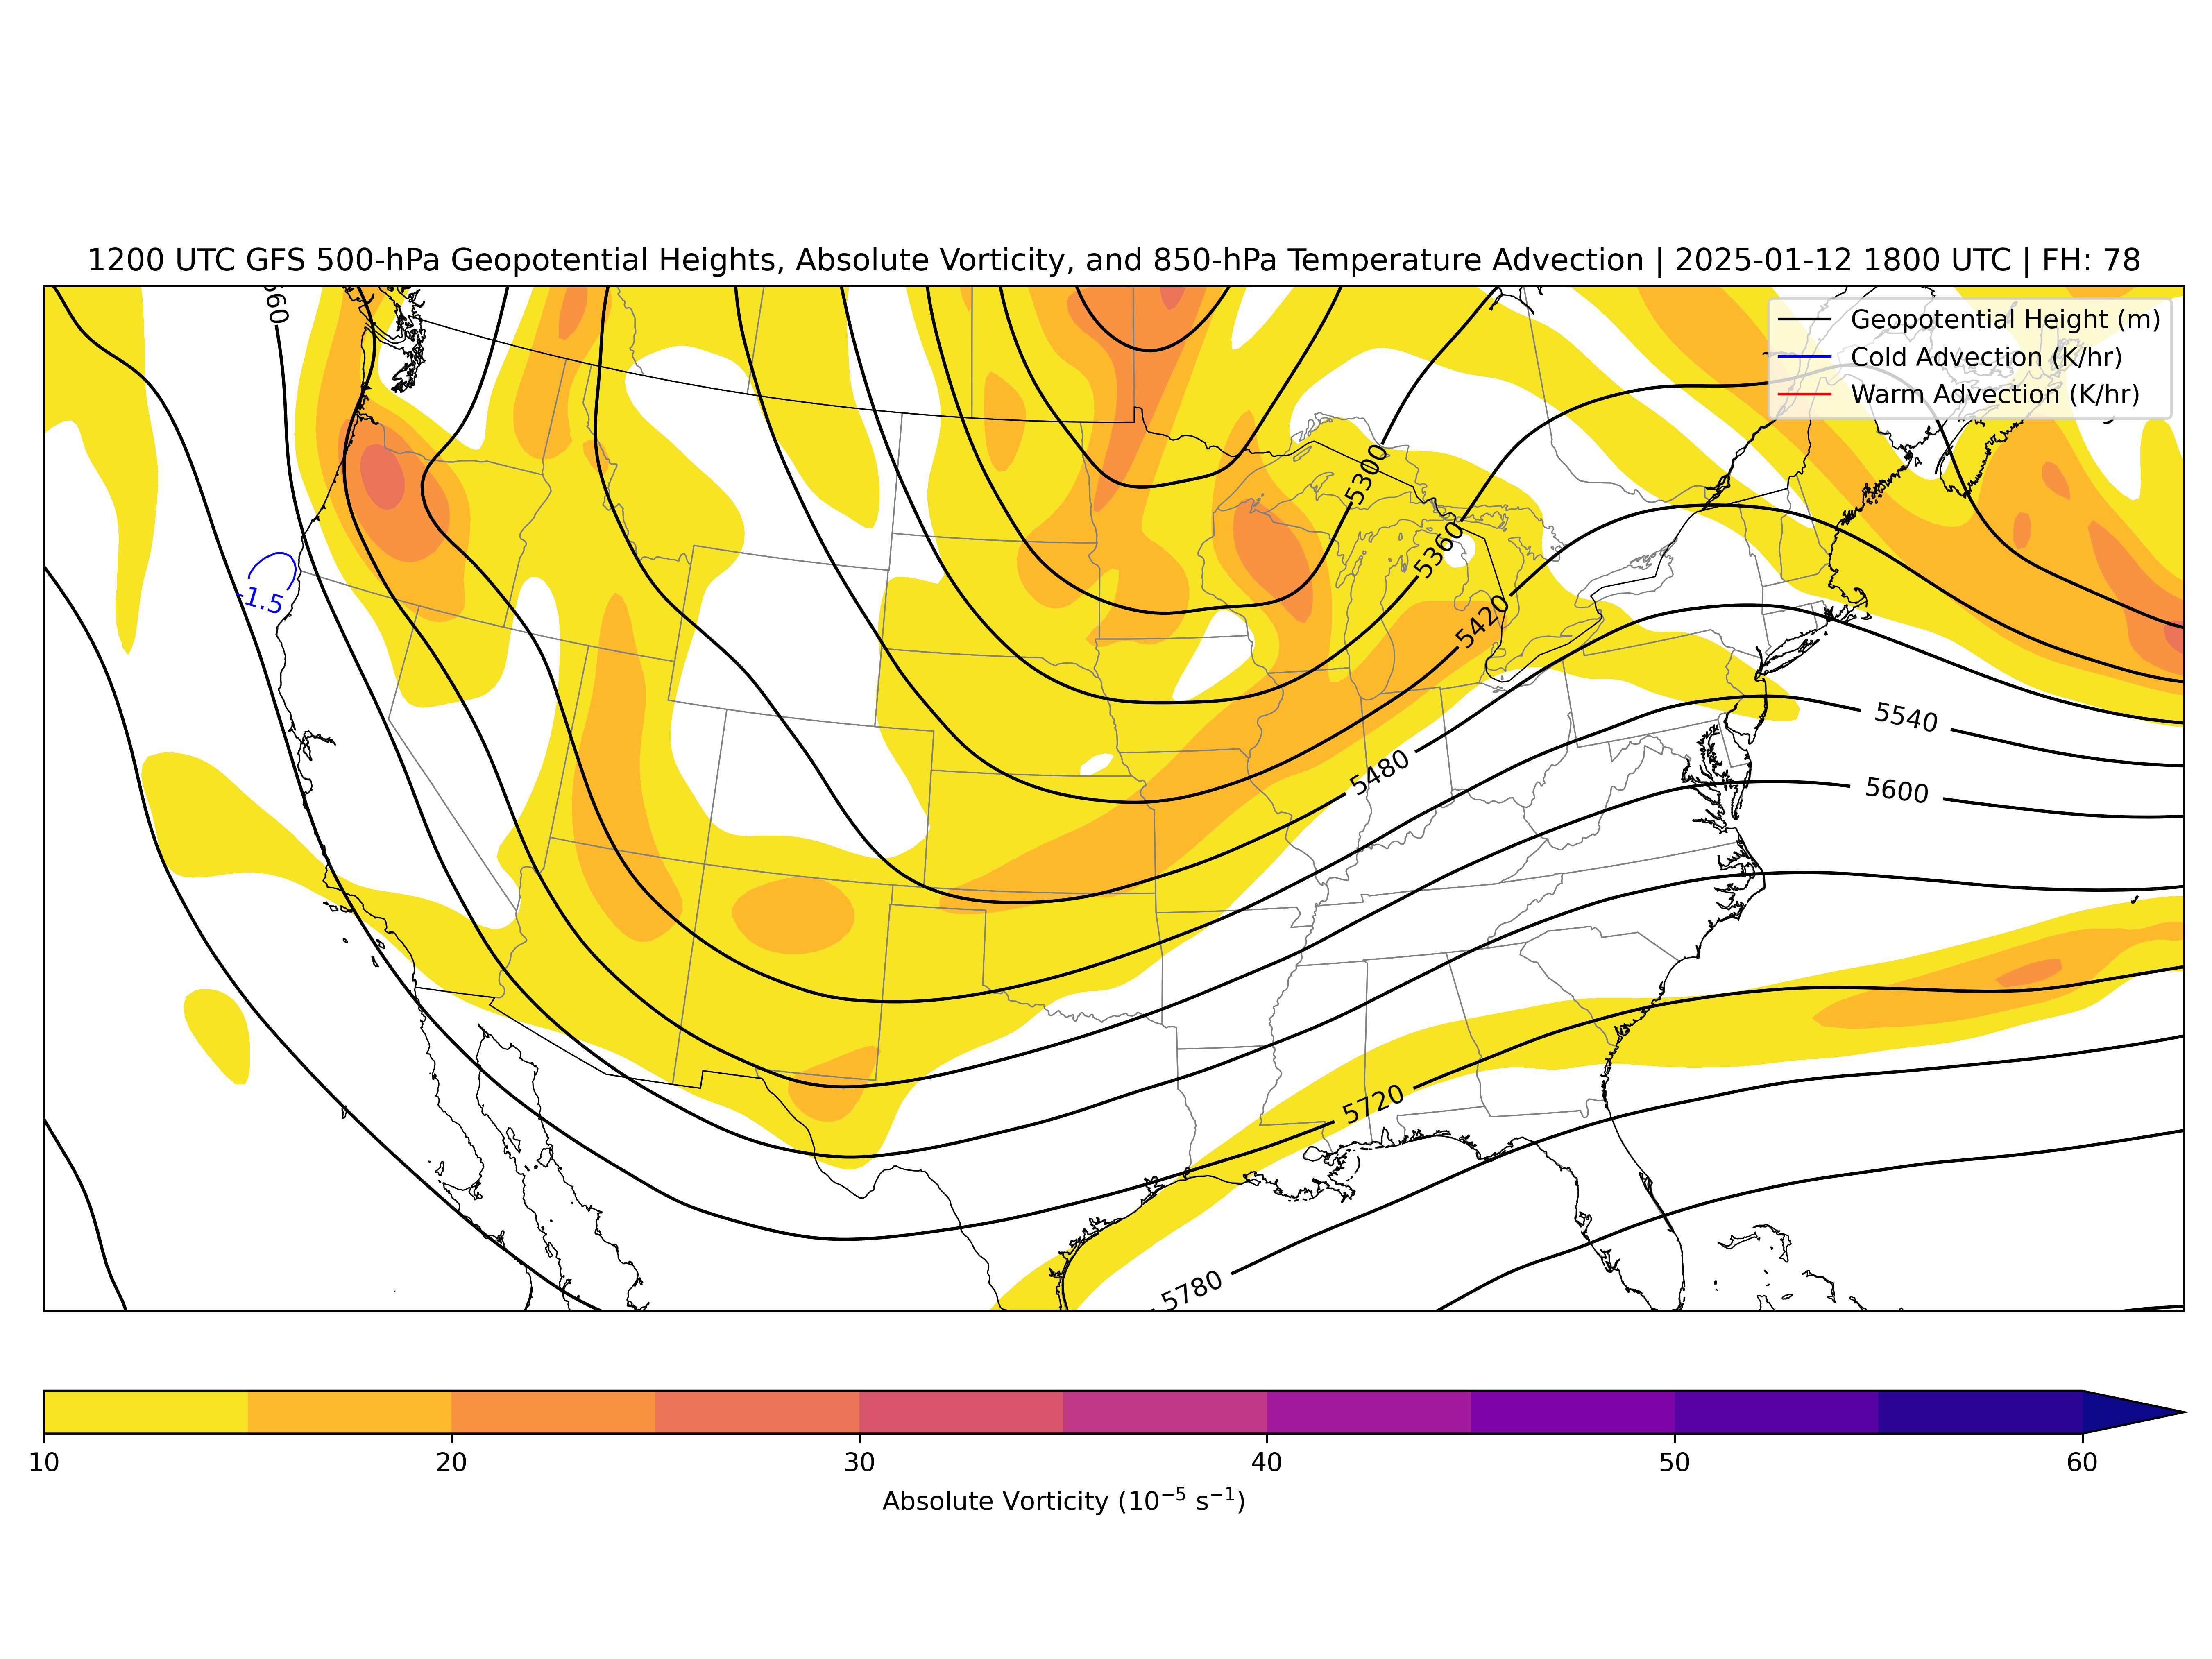 1200 UTC GFS 500-hPa Geopotential Heights, Absolute Vorticity, and 850-hPa Temperature Advection | 2025-01-12 1800 UTC | FH: 78
Geopotential Height (m)
Cold Advection (K/hr)
Warm Advection (K/hr)
5300
5360
-1.5
5420
5540
5480
5600
5720
5780
10 20 30 40 50 60
Absolute Vorticity (10⁻⁵ s⁻¹)